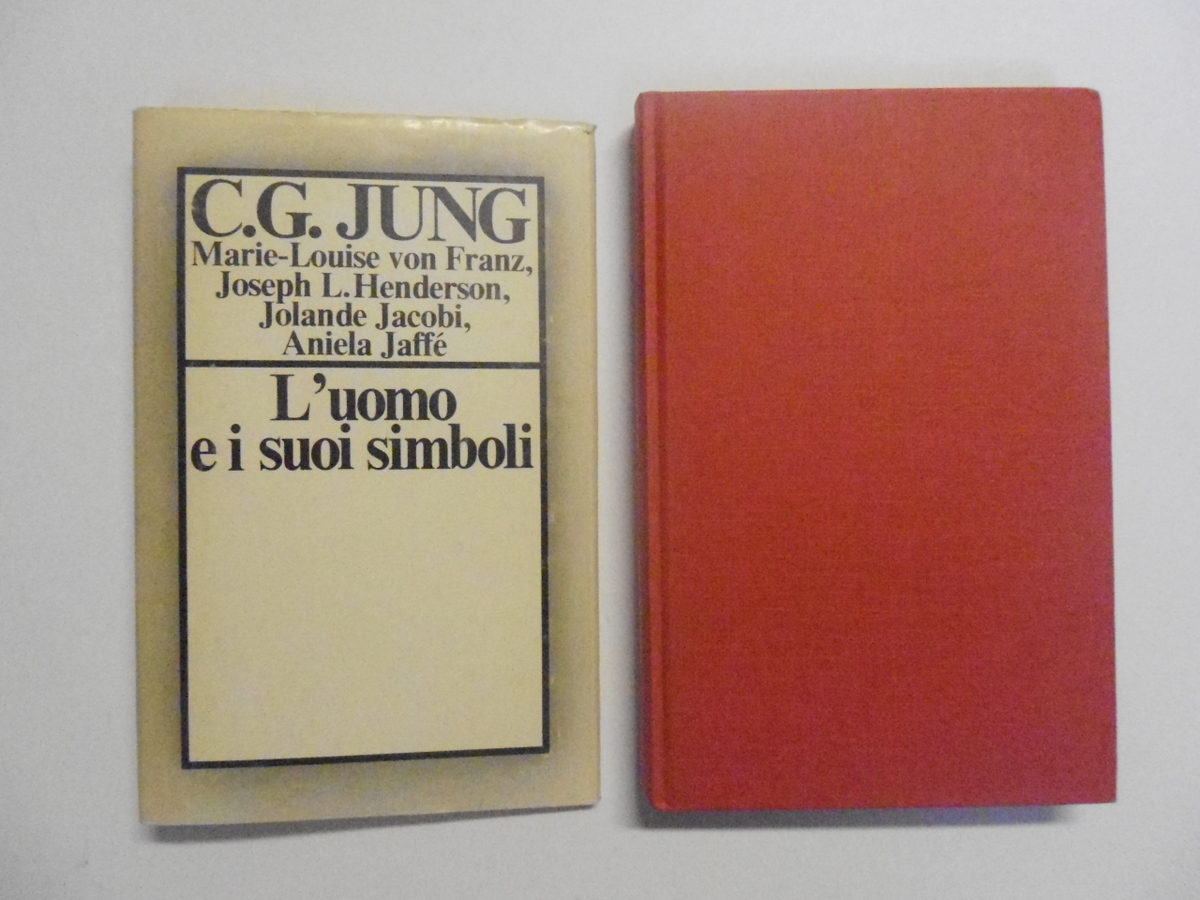 C.G. JUNG
Marie-Louise von Franz,
Joseph L. Henderson,
Jolande Jacobi,
Aniela Jaffé
L'uomo
e i suoi simboli